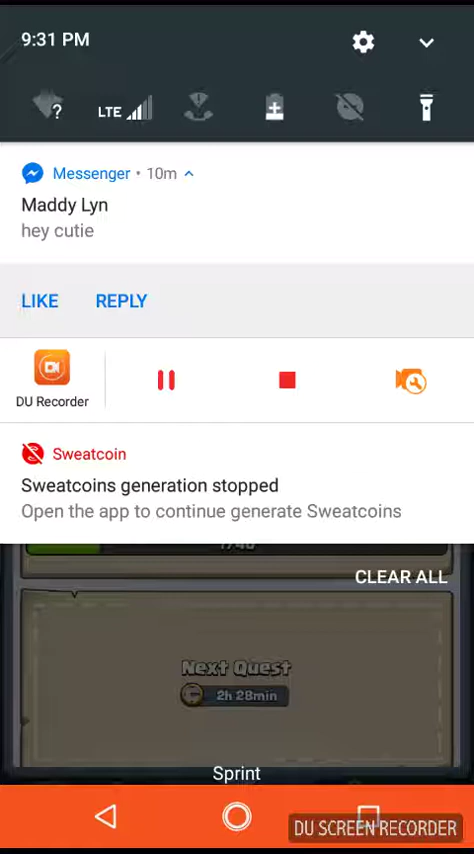 9:31 PM
LTE
Messenger • 10m
Maddy Lyn
hey cutie
LIKE REPLY
DU Recorder
Sweatcoin
Sweatcoins generation stopped
Open the app to continue generate Sweatcoins
CLEAR ALL
Next Quest
2h 28min
Sprint
DU SCREEN RECORDER